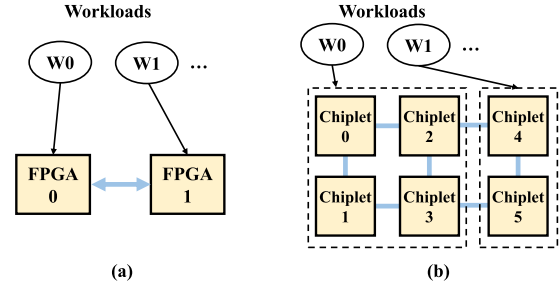 Workloads
W0
W1
...
FPGA
0
FPGA
1
(a)
Workloads
W0
W1
...
Chiplet
0
Chiplet
2
Chiplet
4
Chiplet
1
Chiplet
3
Chiplet
5
(b)